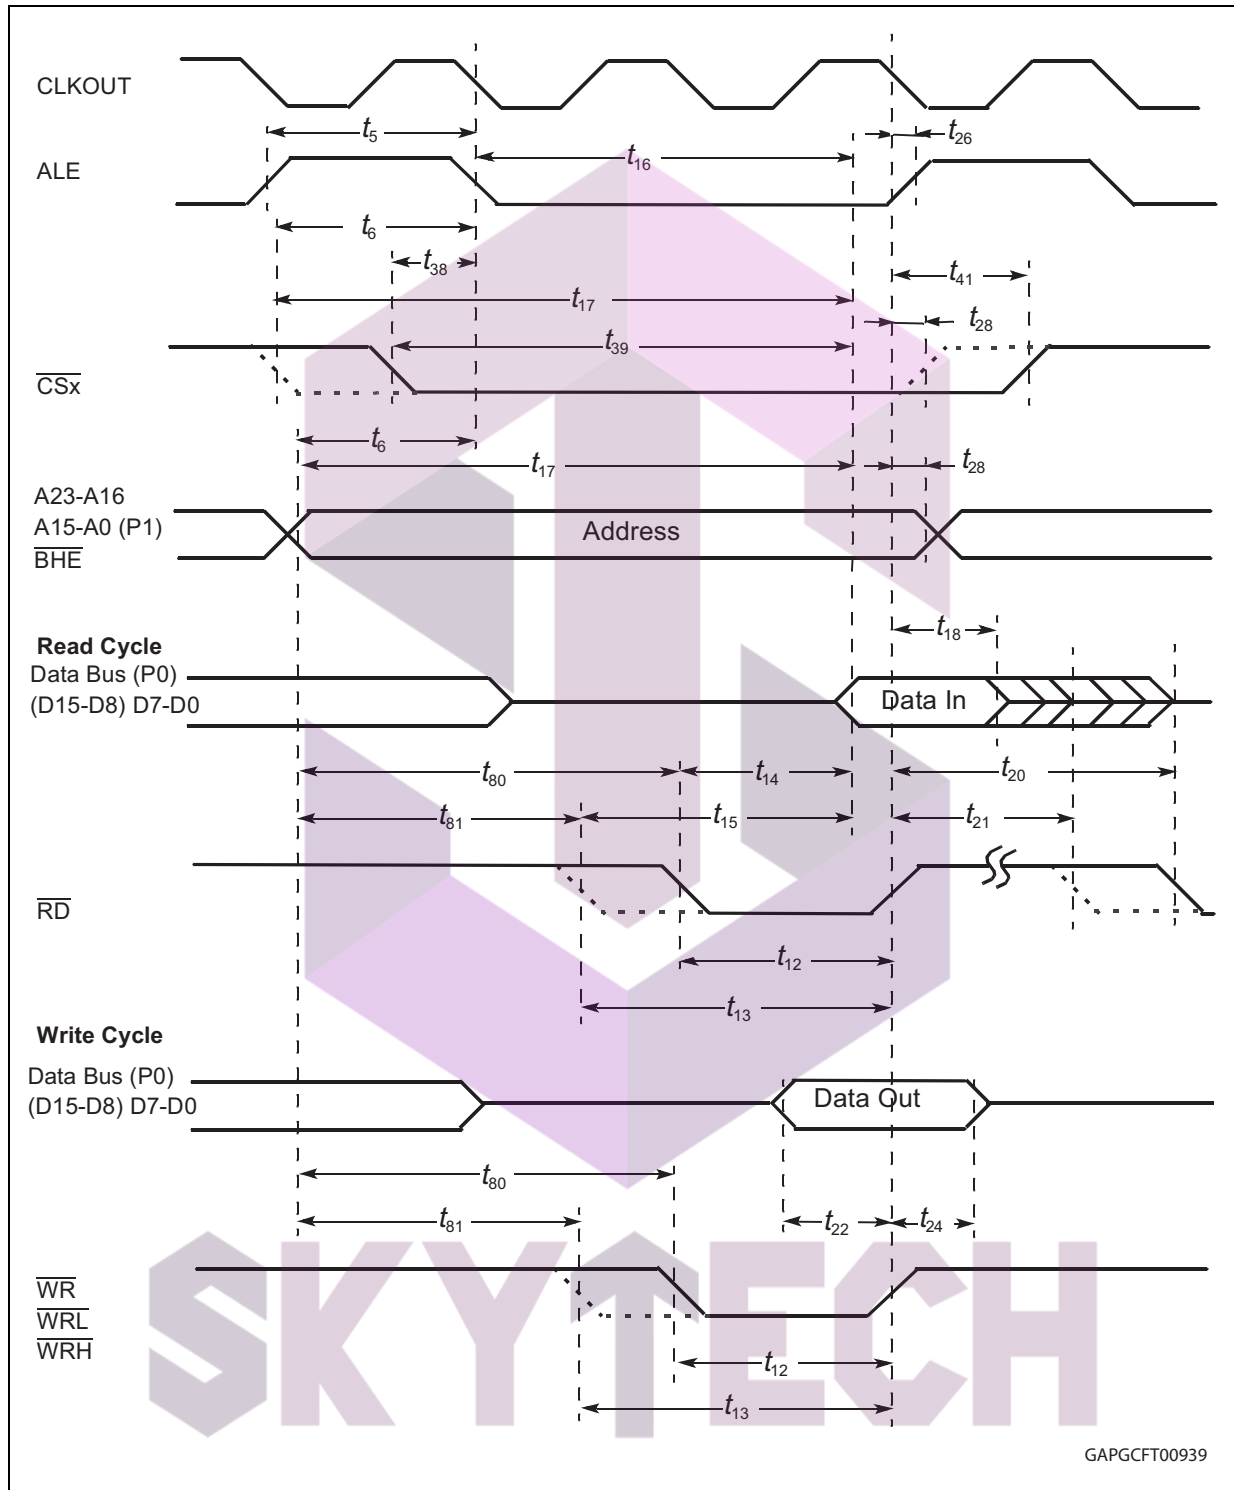 CLKOUT
t5
t26
ALE
t16
t6
t38
t41
t17
t28
t39
CSx
t6
t17
t28
A23-A16
A15-A0 (P1)
BHE
Address
t18
Read Cycle
Data Bus (P0)
(D15-D8) D7-D0
Data In
t80
t14
t20
t81
t15
t21
RD
t12
t13
Write Cycle
Data Bus (P0)
(D15-D8) D7-D0
Data Out
t80
t81
t22
t24
WR
WRL
WRH
t12
t13
SKYTECH
GAPGCFT00939